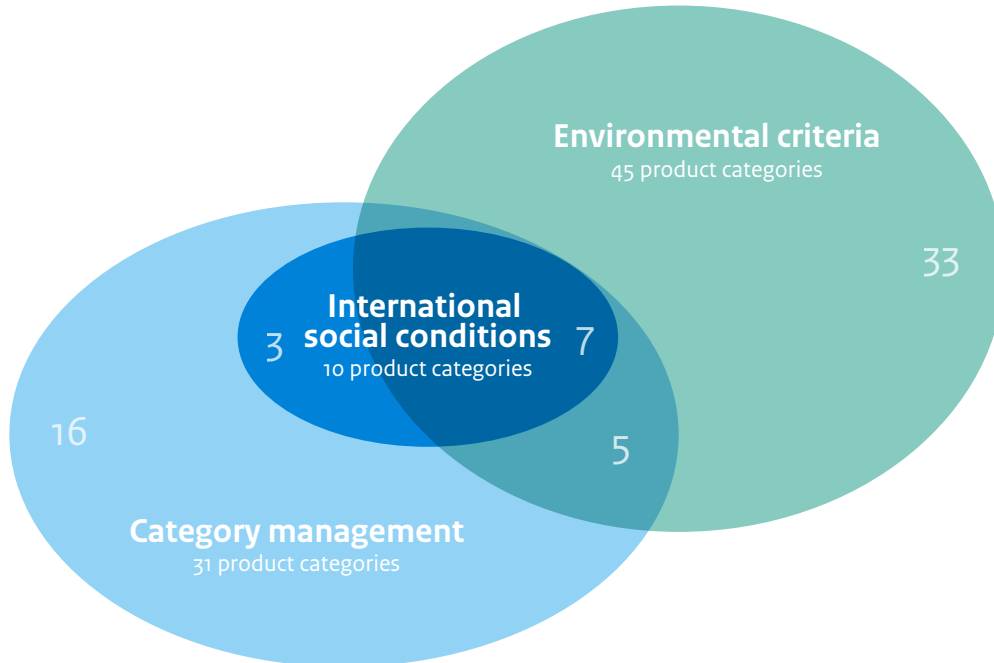 Environmental criteria
45 product categories
33
International
social conditions
10 product categories
3
7
16
5
Category management
31 product categories